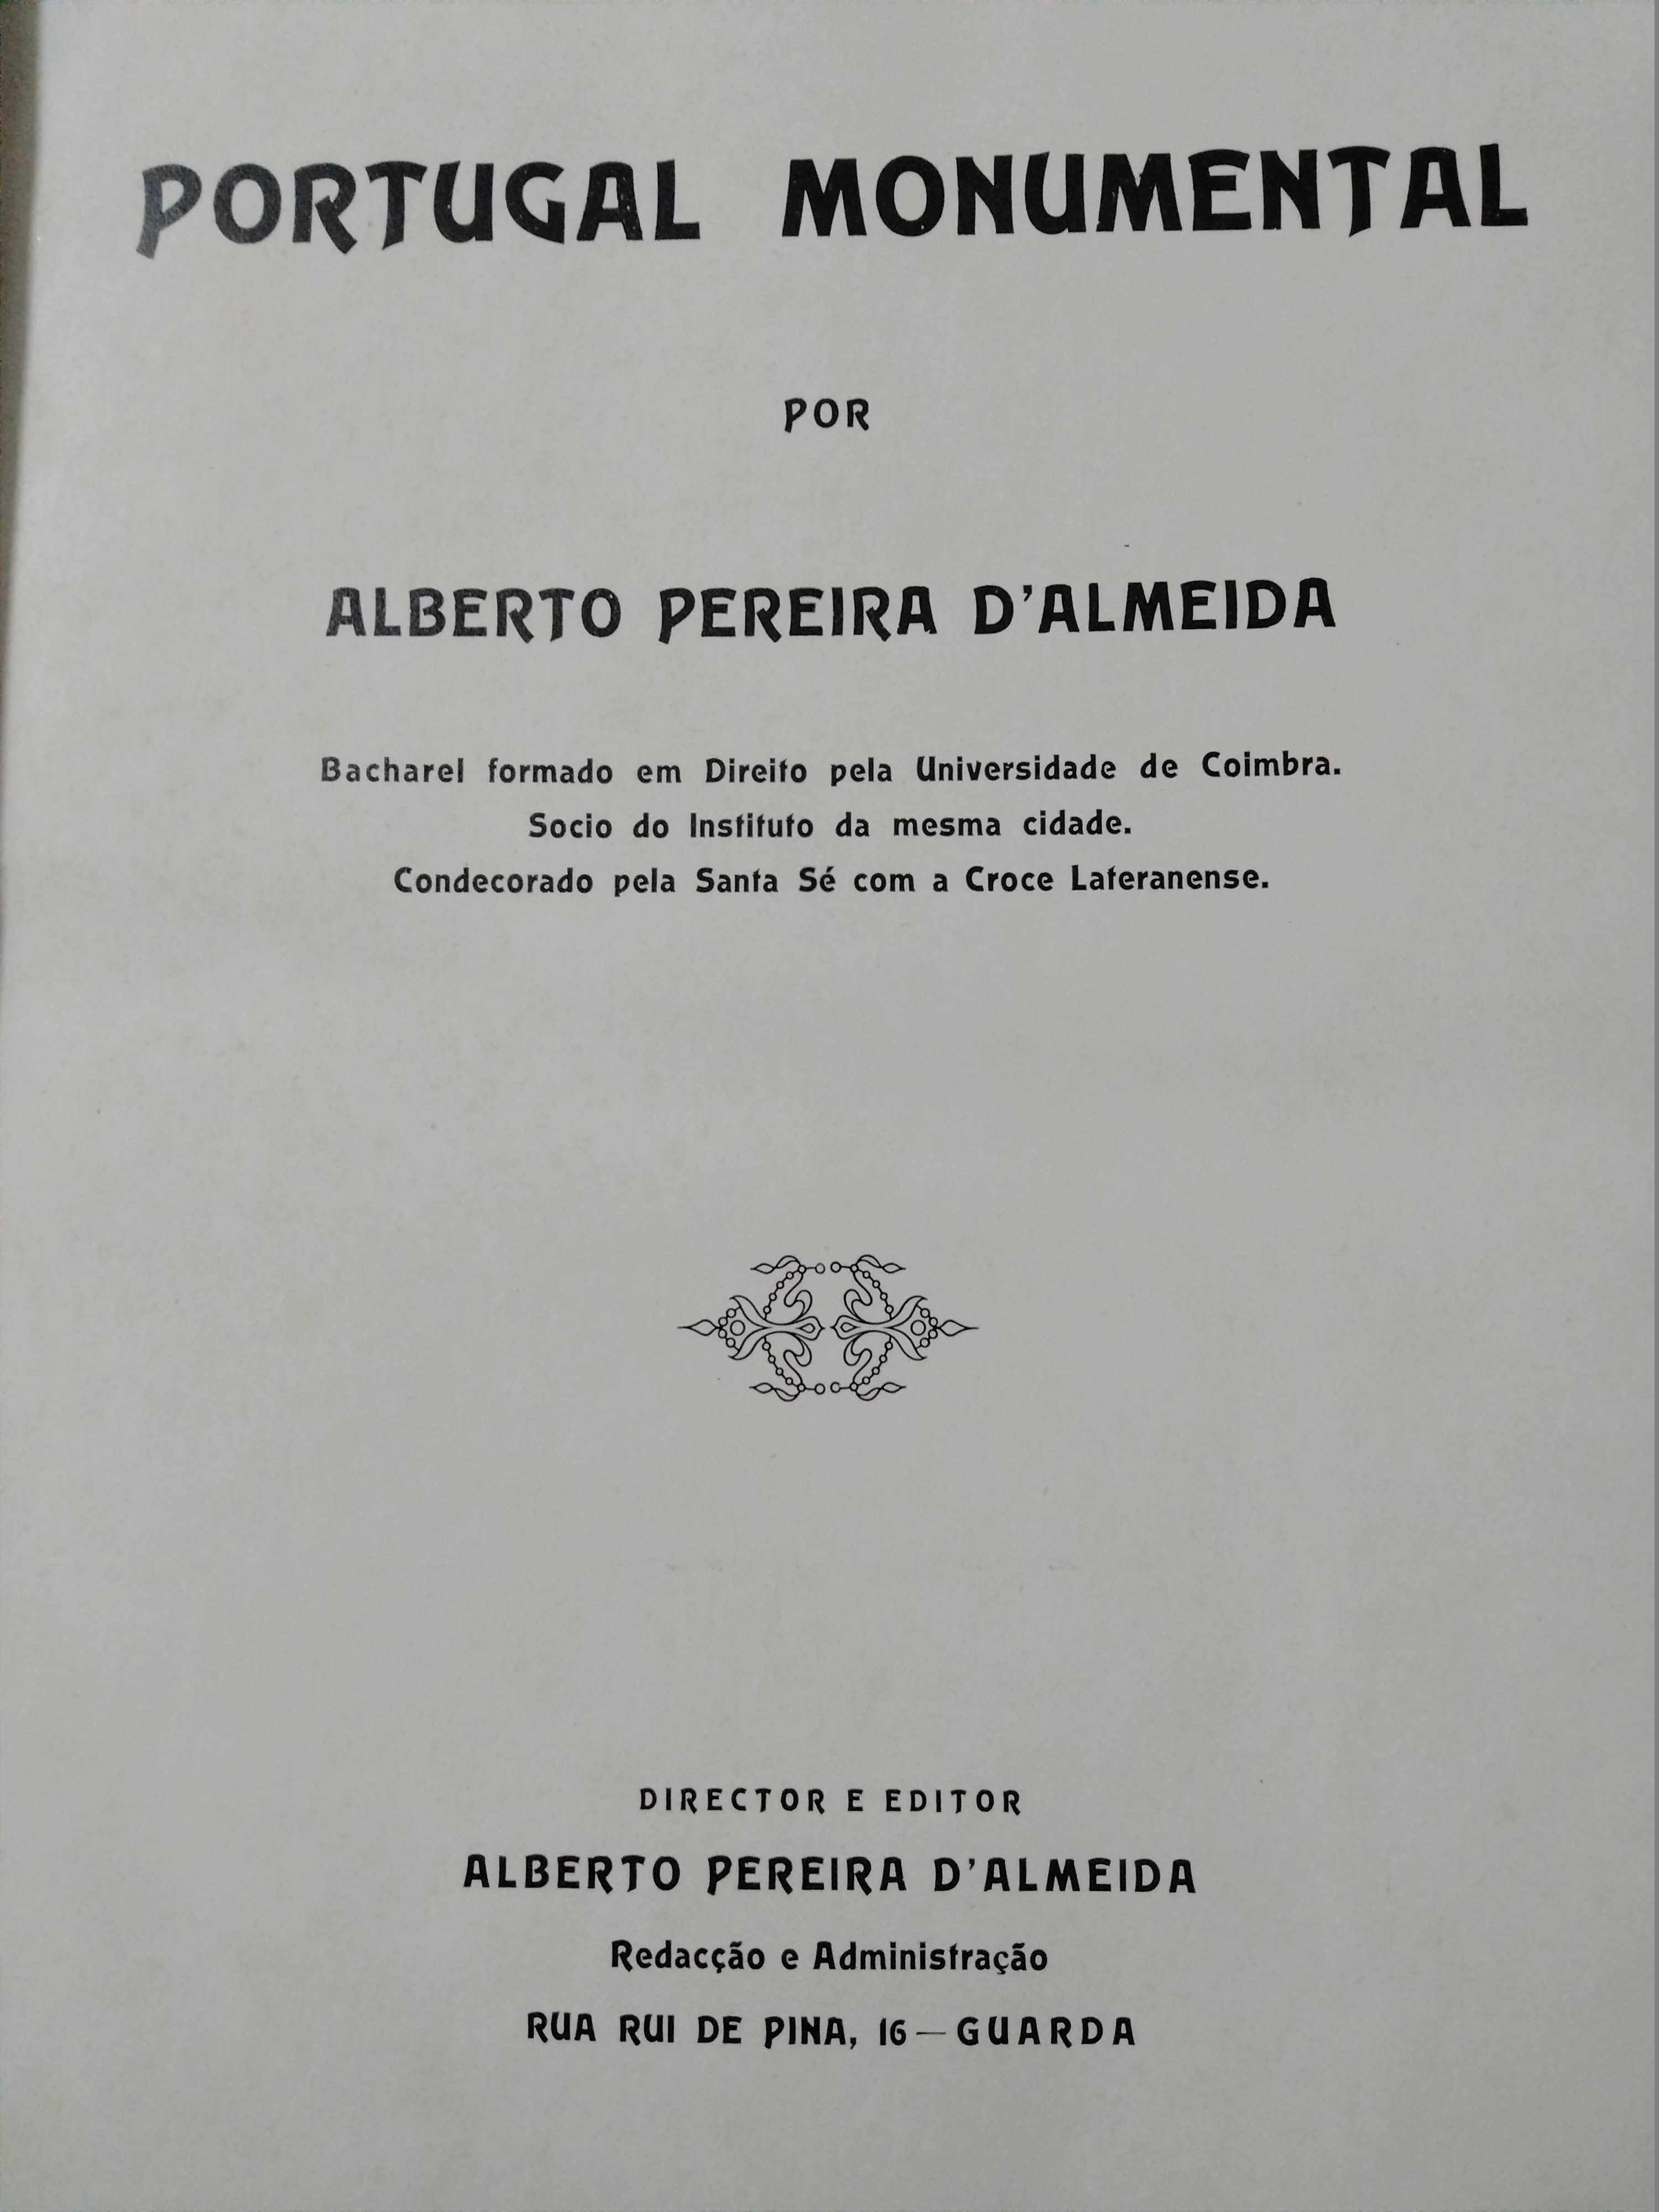 PORTUGAL MONUMENTAL
POR
ALBERTO PEREIRA D'ALMEIDA
Bacharel formado em Direito pela Universidade de Coimbra.
Socio do Instituto da mesma cidade.
Condecorado pela Santa Sé com a Croce Lateranense.
DIRECTOR E EDITOR
ALBERTO PEREIRA D'ALMEIDA
Redacção e Administração
RUA RUI DE PINA, 16 — GUARDA